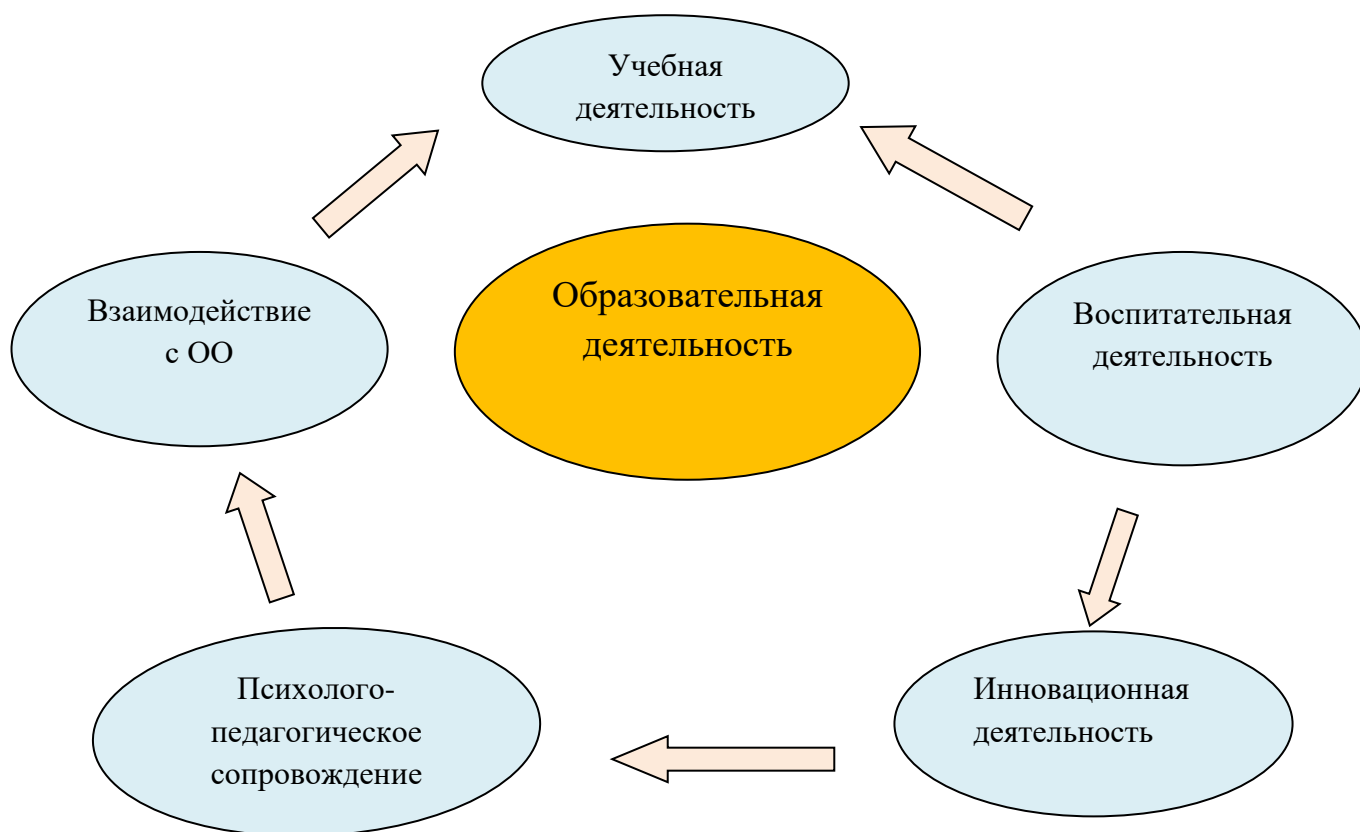 Учебная
деятельность
Образовательная
деятельность
Взаимодействие
с ОО
Воспитательная
деятельность
Психолого-
педагогическое
сопровождение
Инновационная
деятельность